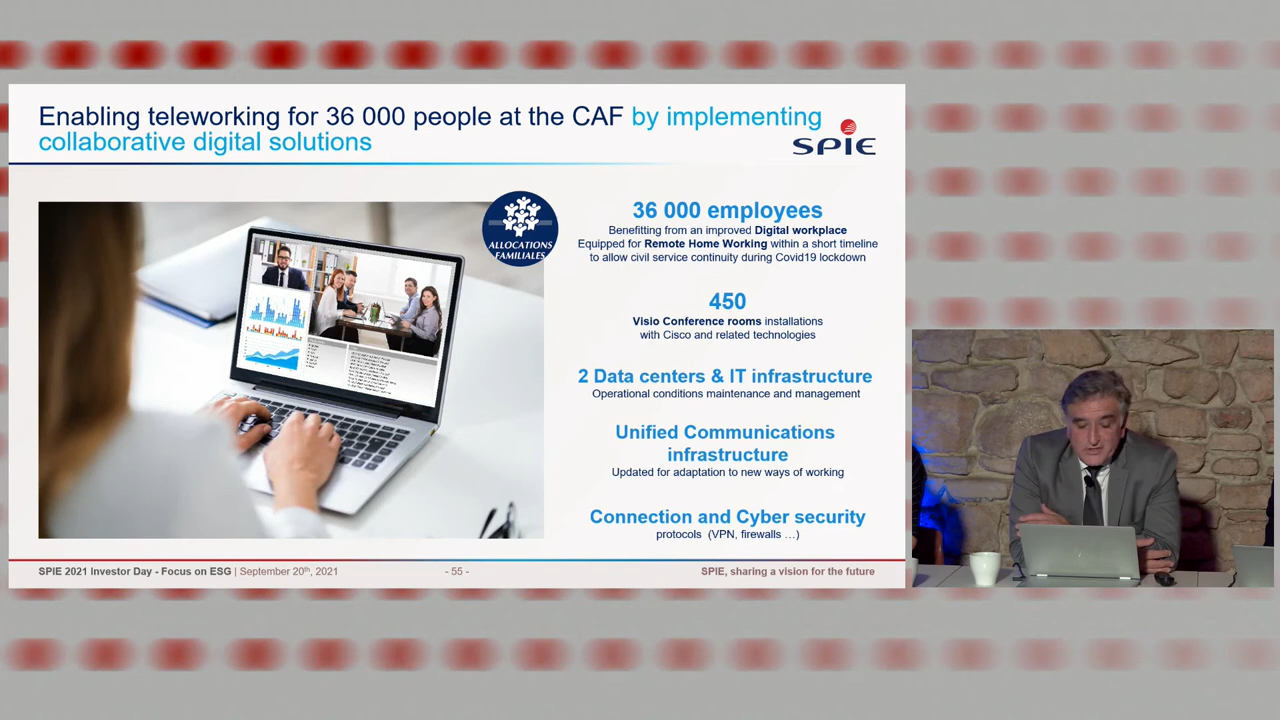 Enabling teleworking for 36 000 people at the CAF by implementing
collaborative digital solutions
SPIE
ALLOCATIONS
FAMILIALES
36 000 employees
Benefitting from an improved Digital workplace
Equipped for Remote Home Working within a short timeline
to allow civil service continuity during Covid19 lockdown
450
Visio Conference rooms installations
with Cisco and related technologies
2 Data centers & IT infrastructure
Operational conditions maintenance and management
Unified Communications
infrastructure
Updated for adaptation to new ways of working
Connection and Cyber security
protocols (VPN, firewalls …)
SPIE 2021 Investor Day - Focus on ESG | September 20th, 2021
- 55 -
SPIE, sharing a vision for the future